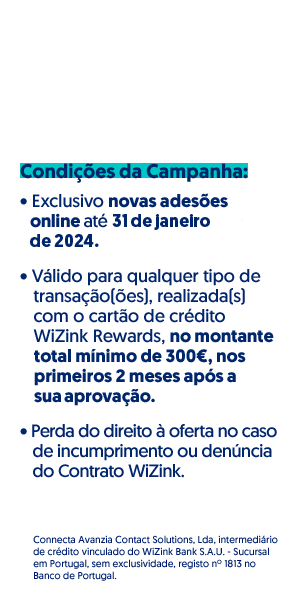 Condições da Campanha:
• Exclusivo novas adesões
online até 31 de janeiro
de 2024.
• Válido para qualquer tipo de
transação(ões), realizada(s)
com o cartão de crédito
WiZink Rewards, no montante
total mínimo de 300€, nos
primeiros 2 meses após a
sua aprovação.
• Perda do direito à oferta no caso
de incumprimento ou denúncia
do Contrato WiZink.
Connecta Avanzia Contact Solutions, Lda, intermediário
de crédito vinculado do WiZink Bank S.A.U. - Sucursal
em Portugal, sem exclusividade, registo nº 1813 no
Banco de Portugal.